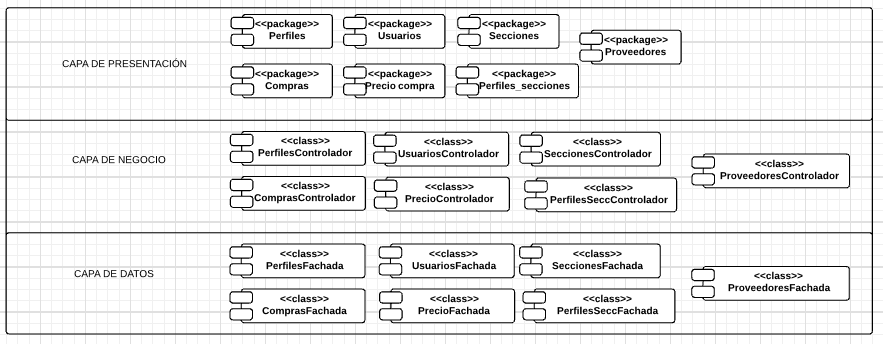 CAPA DE PRESENTACIÓN
<<package>>
Perfiles
<<package>>
Usuarios
<<package>>
Secciones
<<package>>
Proveedores
<<package>>
Compras
<<package>>
Precio compra
<<package>>
Perfiles_secciones
CAPA DE NEGOCIO
<<class>>
PerfilesControlador
<<class>>
UsuariosControlador
<<class>>
SeccionesControlador
<<class>>
ProveedoresControlador
<<class>>
ComprasControlador
<<class>>
PrecioControlador
<<class>>
PerfilesSeccControlador
CAPA DE DATOS
<<class>>
PerfilesFachada
<<class>>
UsuariosFachada
<<class>>
SeccionesFachada
<<class>>
ProveedoresFachada
<<class>>
ComprasFachada
<<class>>
PrecioFachada
<<class>>
PerfilesSeccFachada